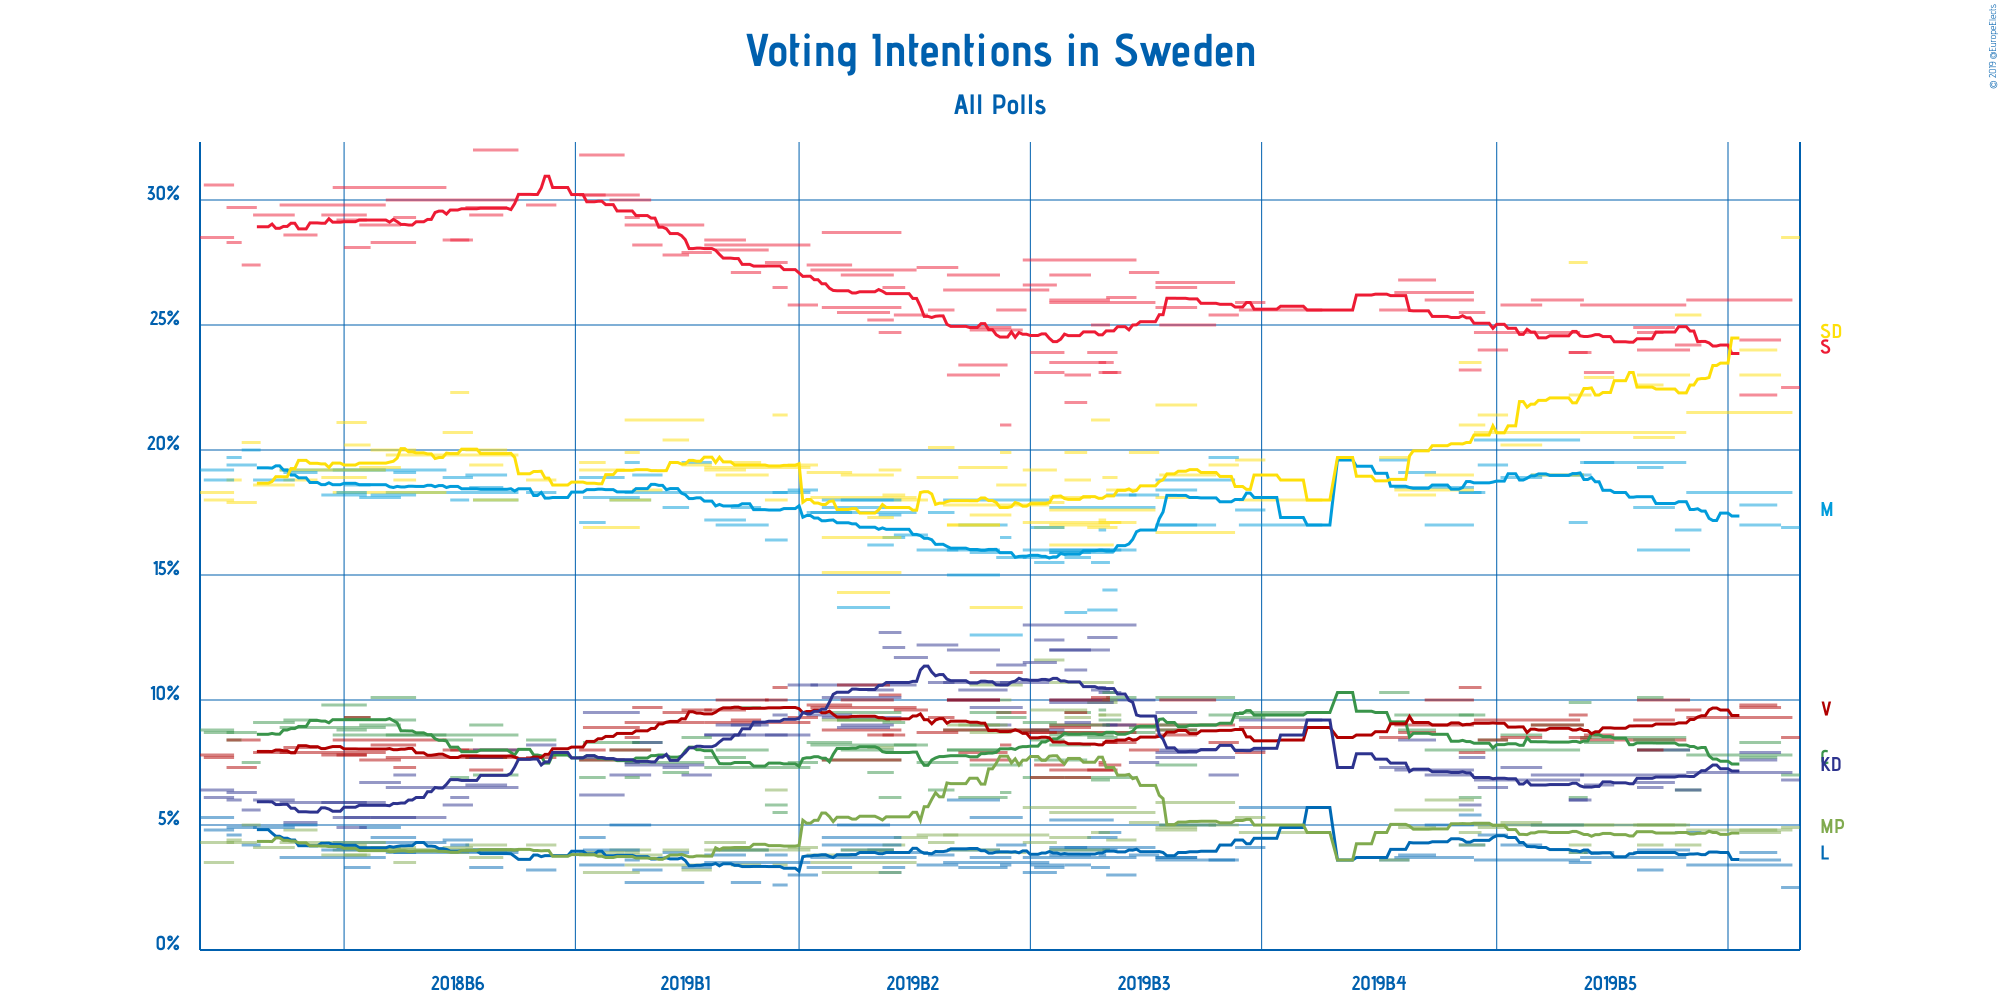 © 2019 @EuropeElects
Voting Intentions in Sweden
All Polls
30%
25%
20%
15%
10%
5%
0%
SD
S
M
V
C
KD
MP
L
2018B6 2019B1 2019B2 2019B3 2019B4 2019B5